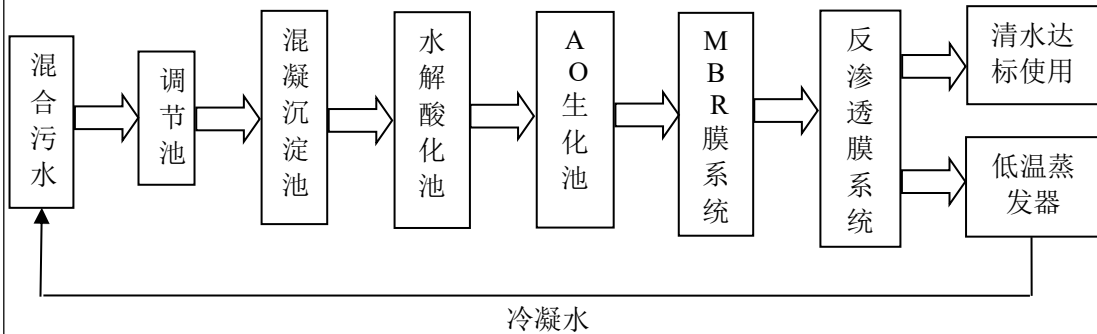 混合污水
调节池
混凝沉淀池
水解酸化池
AO生化池
MBR膜系统
反渗透膜系统
清水达
标使用
低温蒸
发器
冷凝水